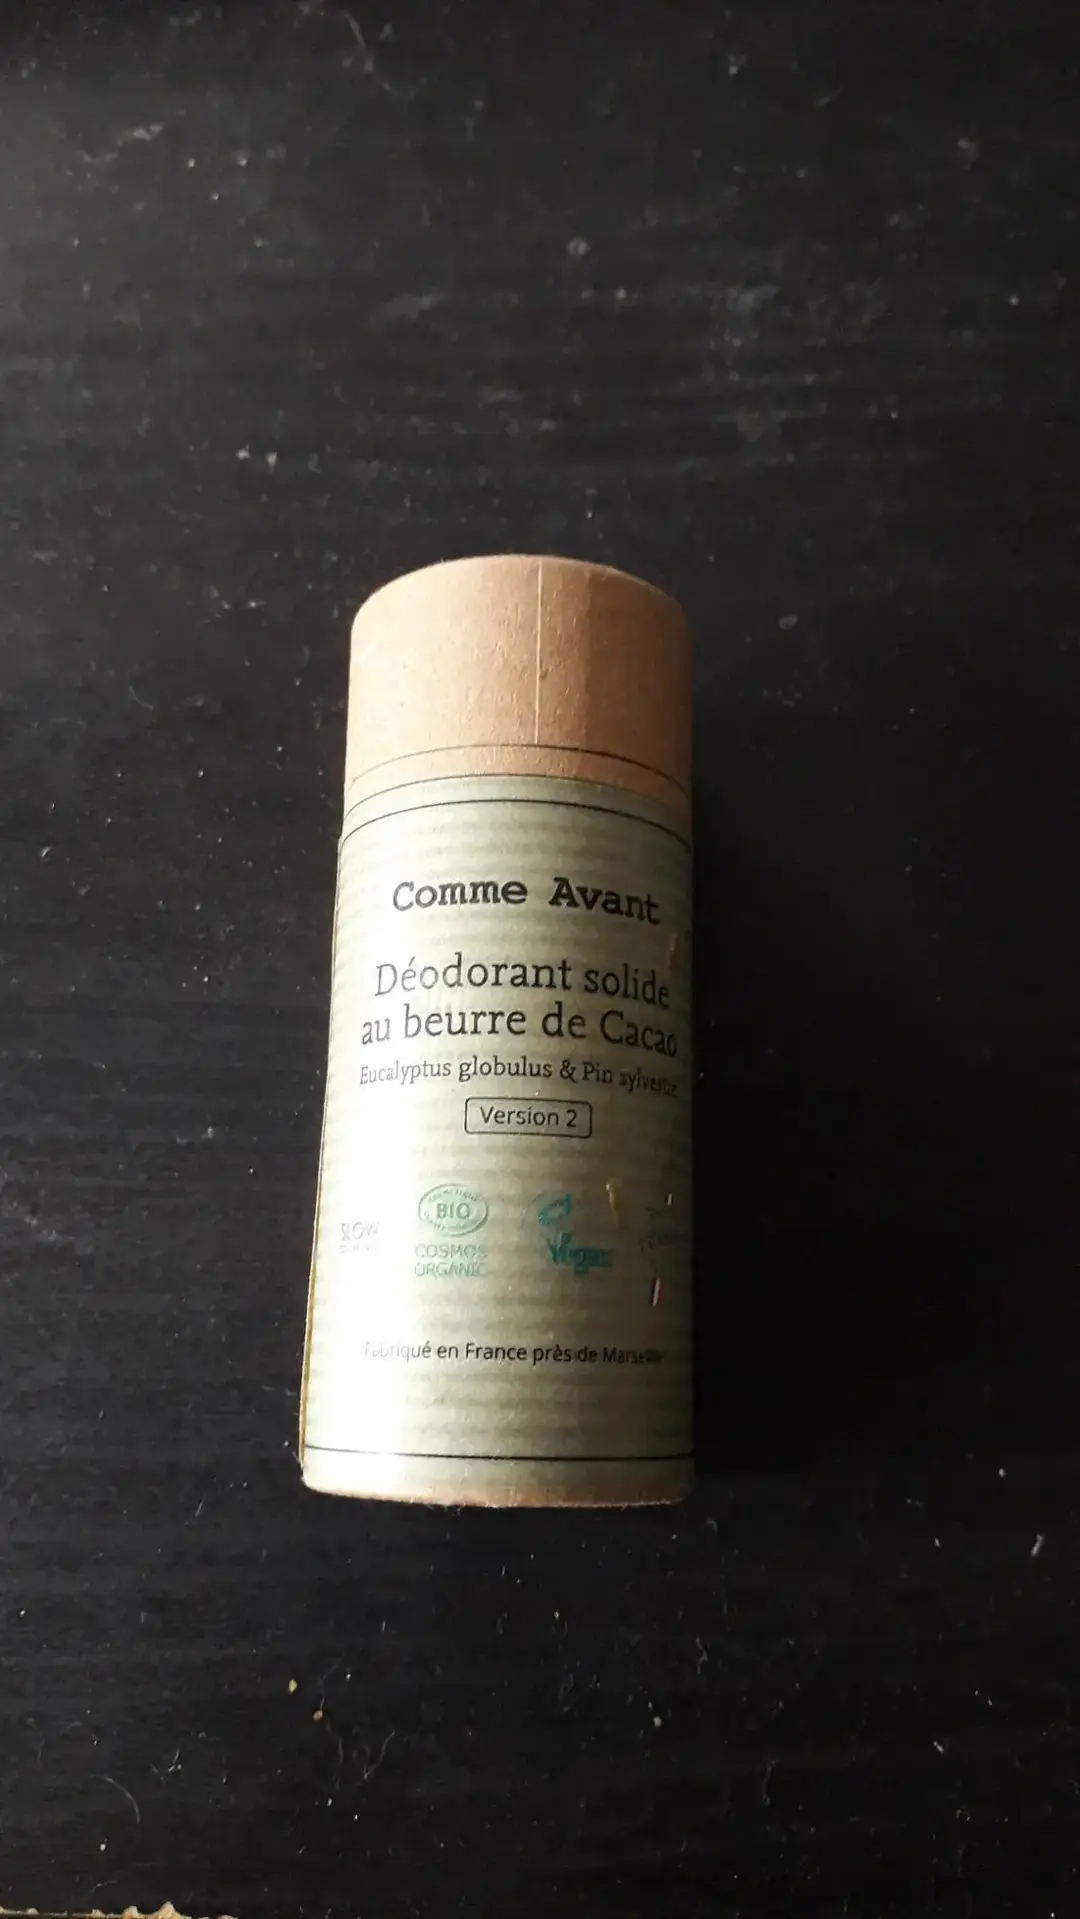 Comme Avant
Déodorant solide
au beurre de Cacao
Eucalyptus globulus & Pin sylvestre
Version 2
SLOW
BIO
COSMOS
ORGANIC
Vegan
Fabriqué en France près de Marseille